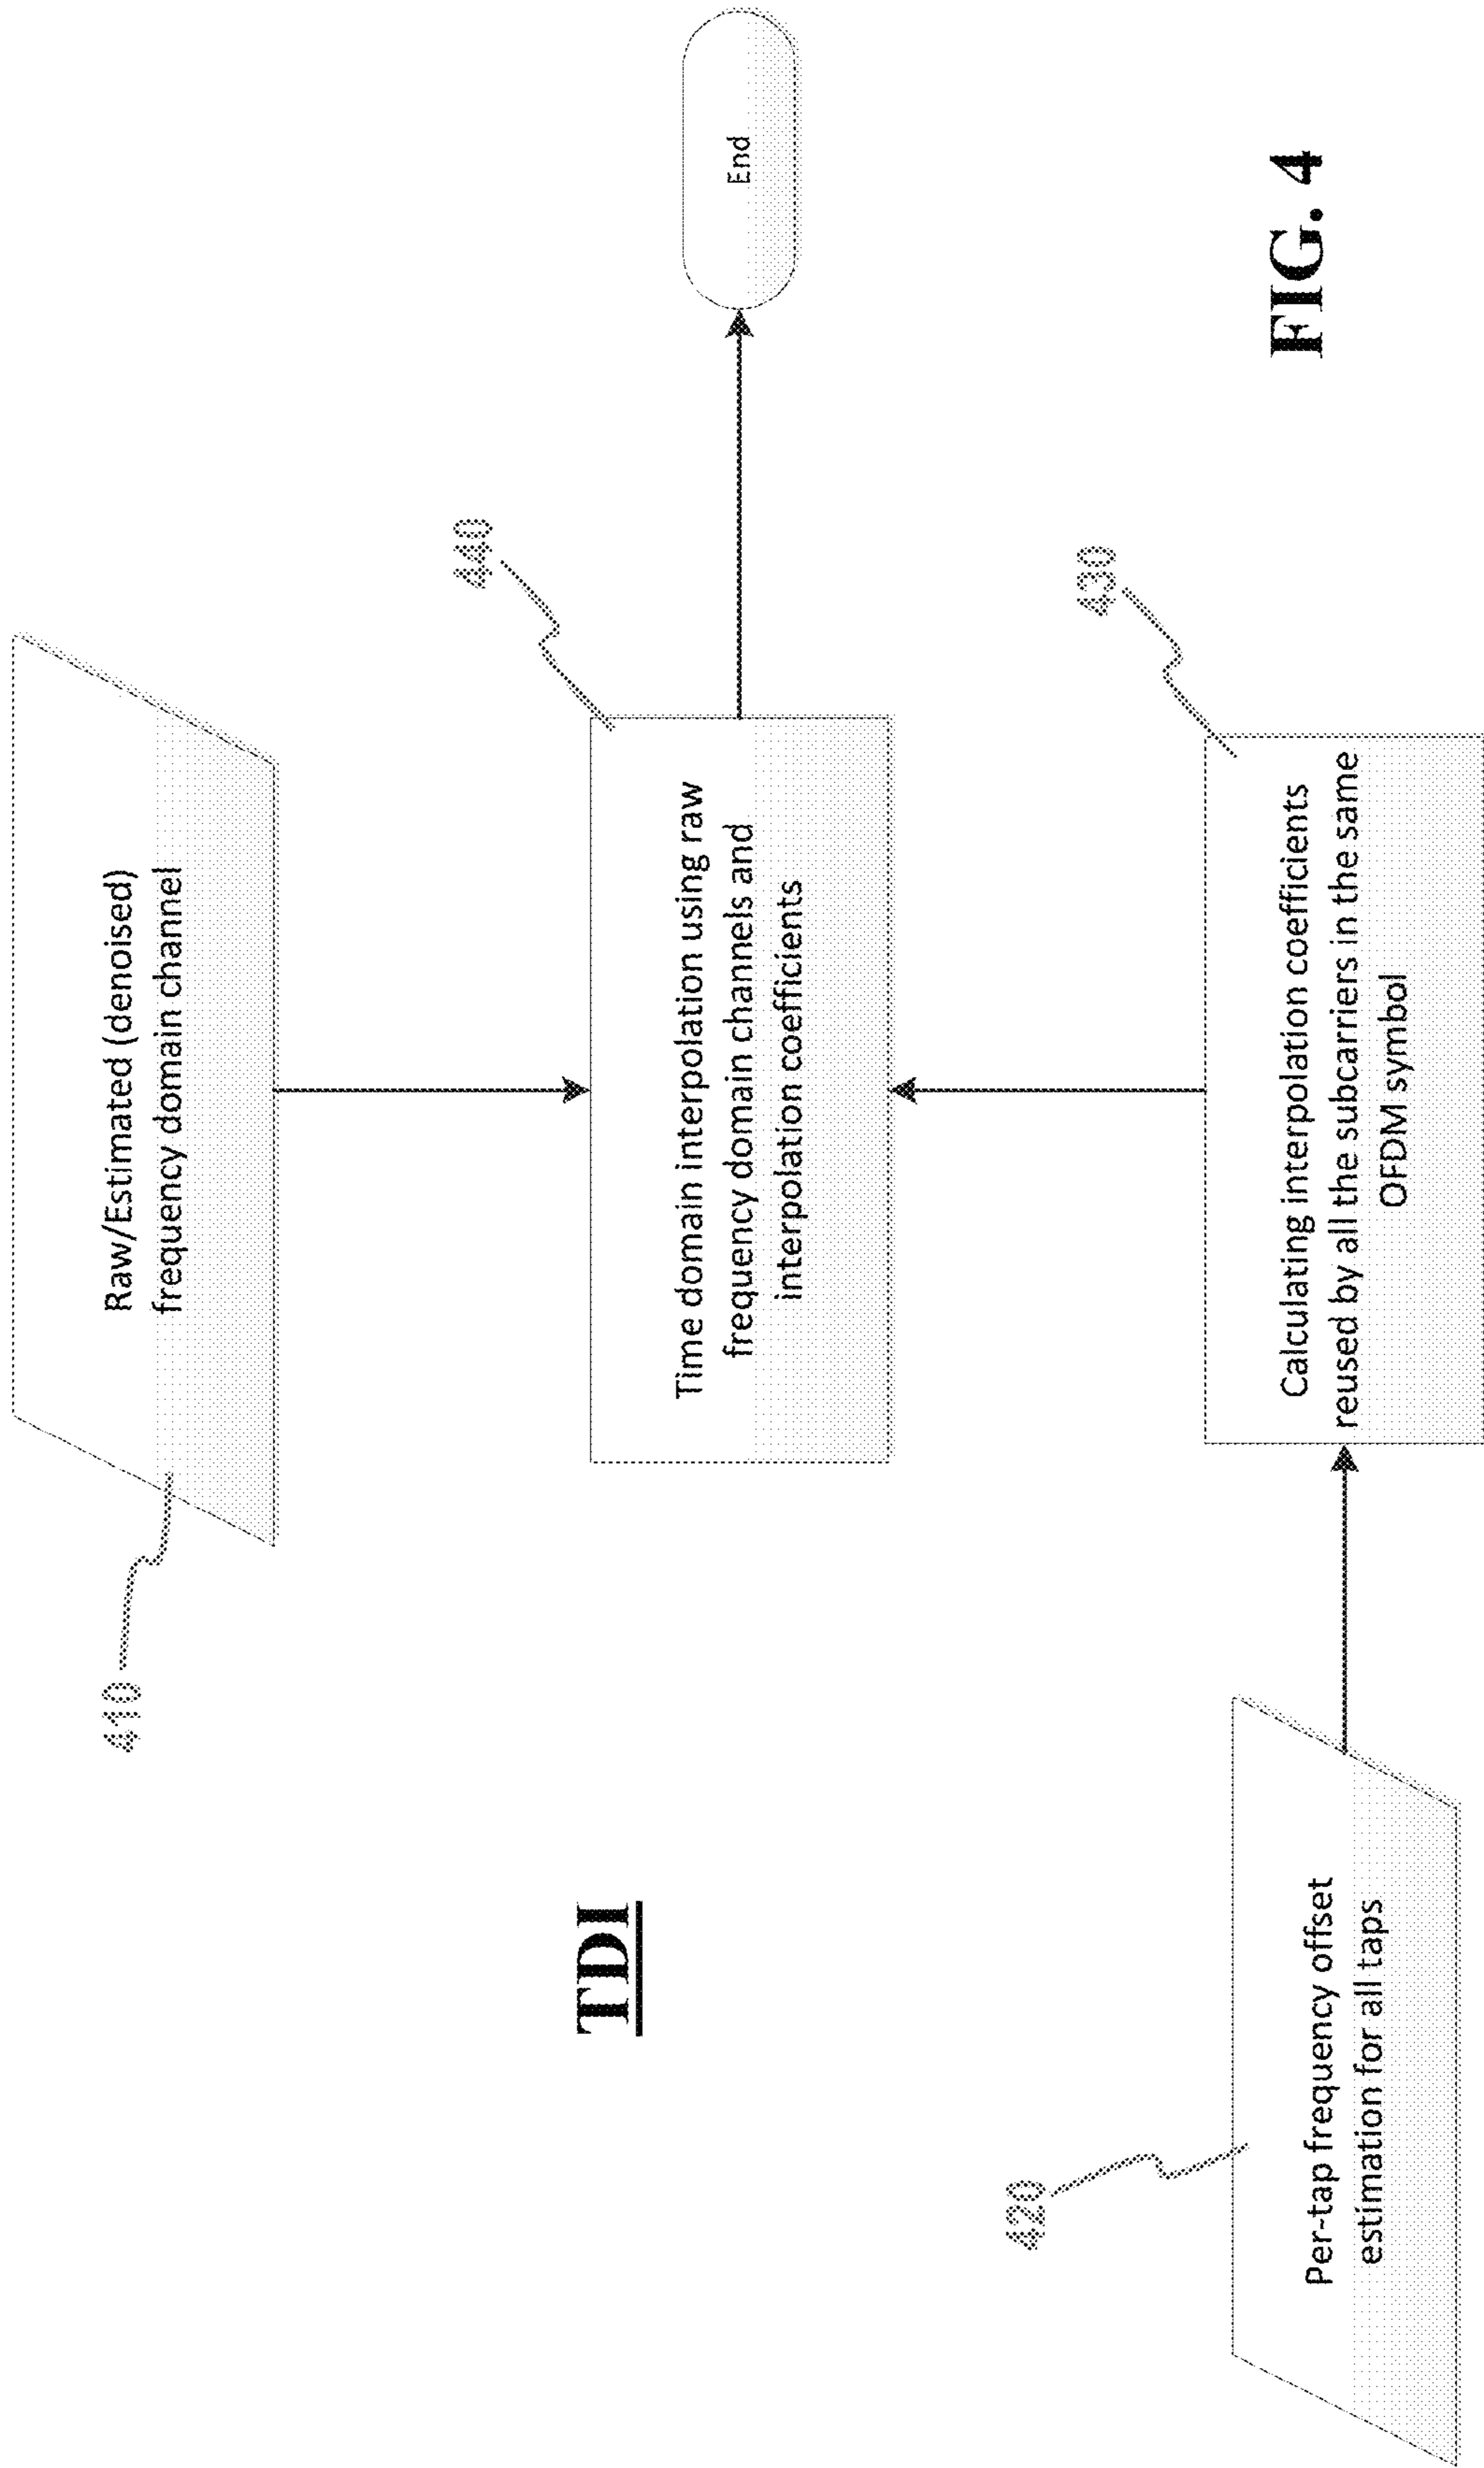 410
Raw/Estimated (denoised)
frequency domain channel
TDI
440
Time domain interpolation using raw
frequency domain channels and
interpolation coefficients
End
420
Per-tap frequency offset
estimation for all taps
430
Calculating interpolation coefficients
reused by all the subcarriers in the same
OFDM symbol
FIG. 4